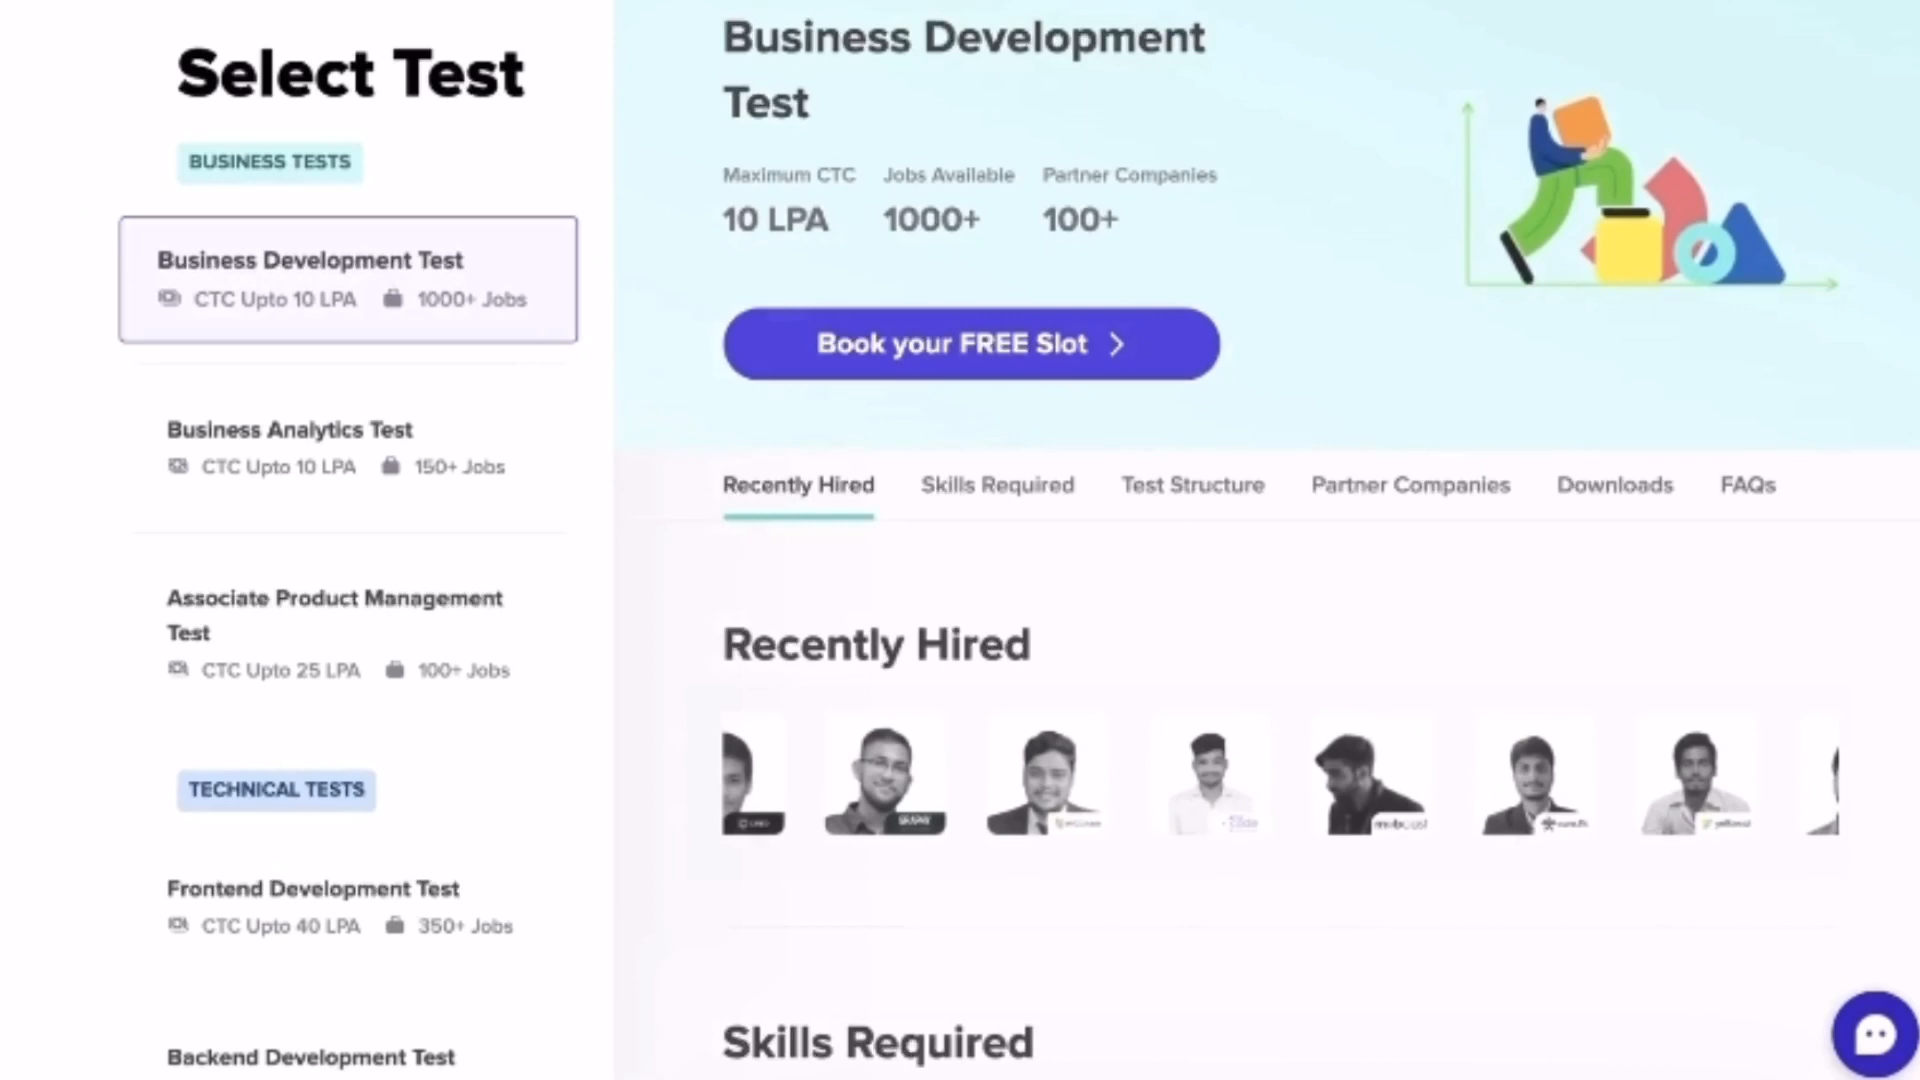 Select Test
BUSINESS TESTS
Business Development Test
CTC Upto 10 LPA 1000+ Jobs
Business Analytics Test
CTC Upto 10 LPA 150+ Jobs
Associate Product Management
Test
CTC Upto 25 LPA 100+ Jobs
TECHNICAL TESTS
Frontend Development Test
CTC Upto 40 LPA 350+ Jobs
Backend Development Test
Business Development
Test
Maximum CTC Jobs Available Partner Companies
10 LPA 1000+ 100+
Book your FREE Slot
Recently Hired Skills Required Test Structure Partner Companies Downloads FAQs
Recently Hired
Skills Required